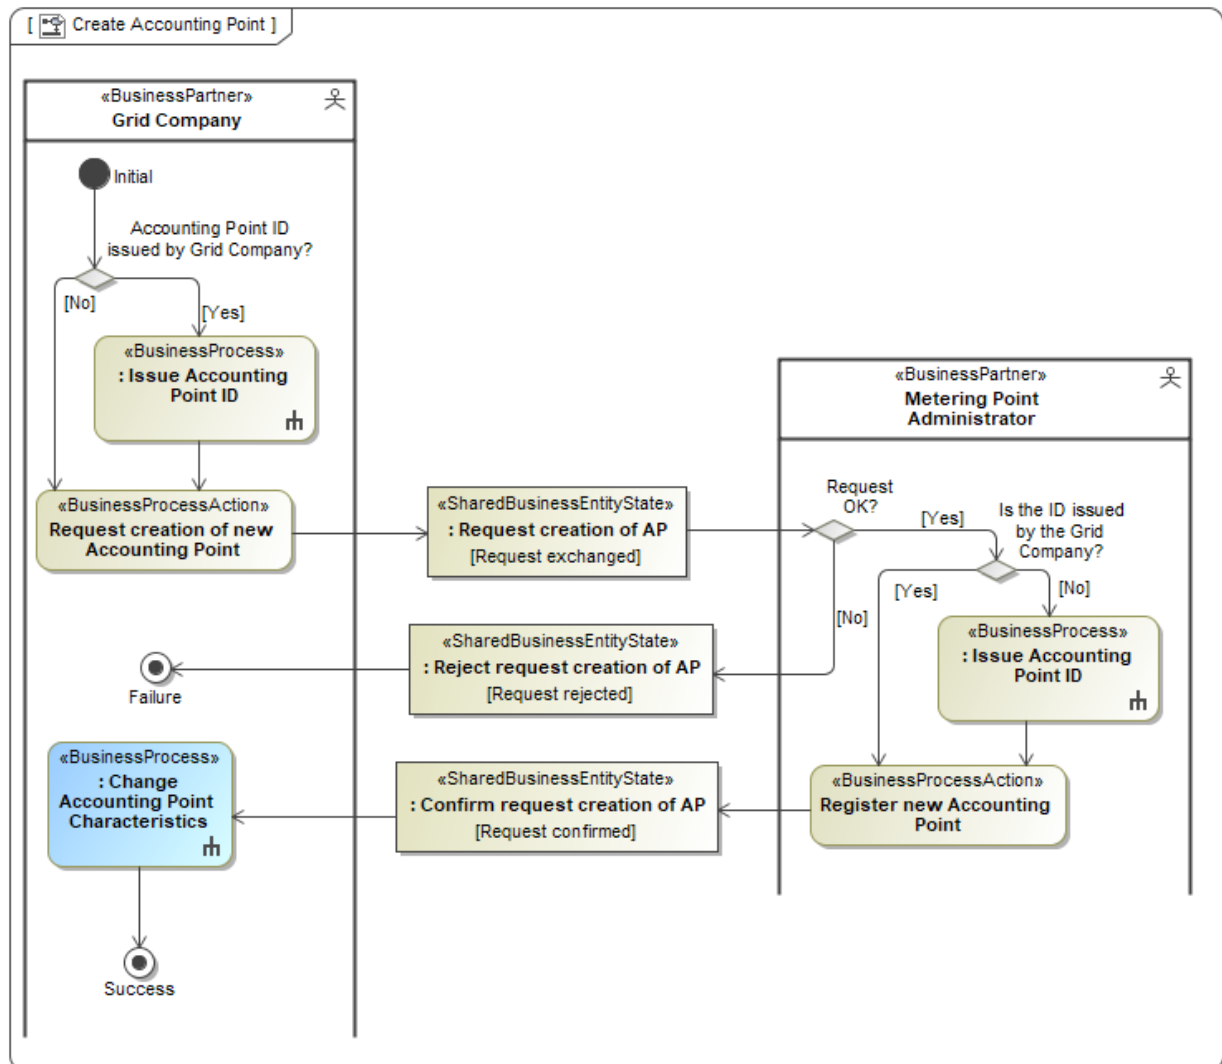 [ Create Accounting Point ]
«BusinessPartner»
Grid Company
Initial
Accounting Point ID
issued by Grid Company?
[No]
[Yes]
«BusinessProcess»
: Issue Accounting
Point ID
«BusinessProcessAction»
Request creation of new
Accounting Point
«SharedBusinessEntityState»
: Request creation of AP
[Request exchanged]
«BusinessPartner»
Metering Point
Administrator
Request
OK?
[Yes]
Is the ID issued
by the Grid
Company?
[Yes]
[No]
[No]
«BusinessProcess»
: Issue Accounting
Point ID
«SharedBusinessEntityState»
: Reject request creation of AP
[Request rejected]
Failure
«BusinessProcessAction»
Register new Accounting
Point
«SharedBusinessEntityState»
: Confirm request creation of AP
[Request confirmed]
«BusinessProcess»
: Change
Accounting Point
Characteristics
Success